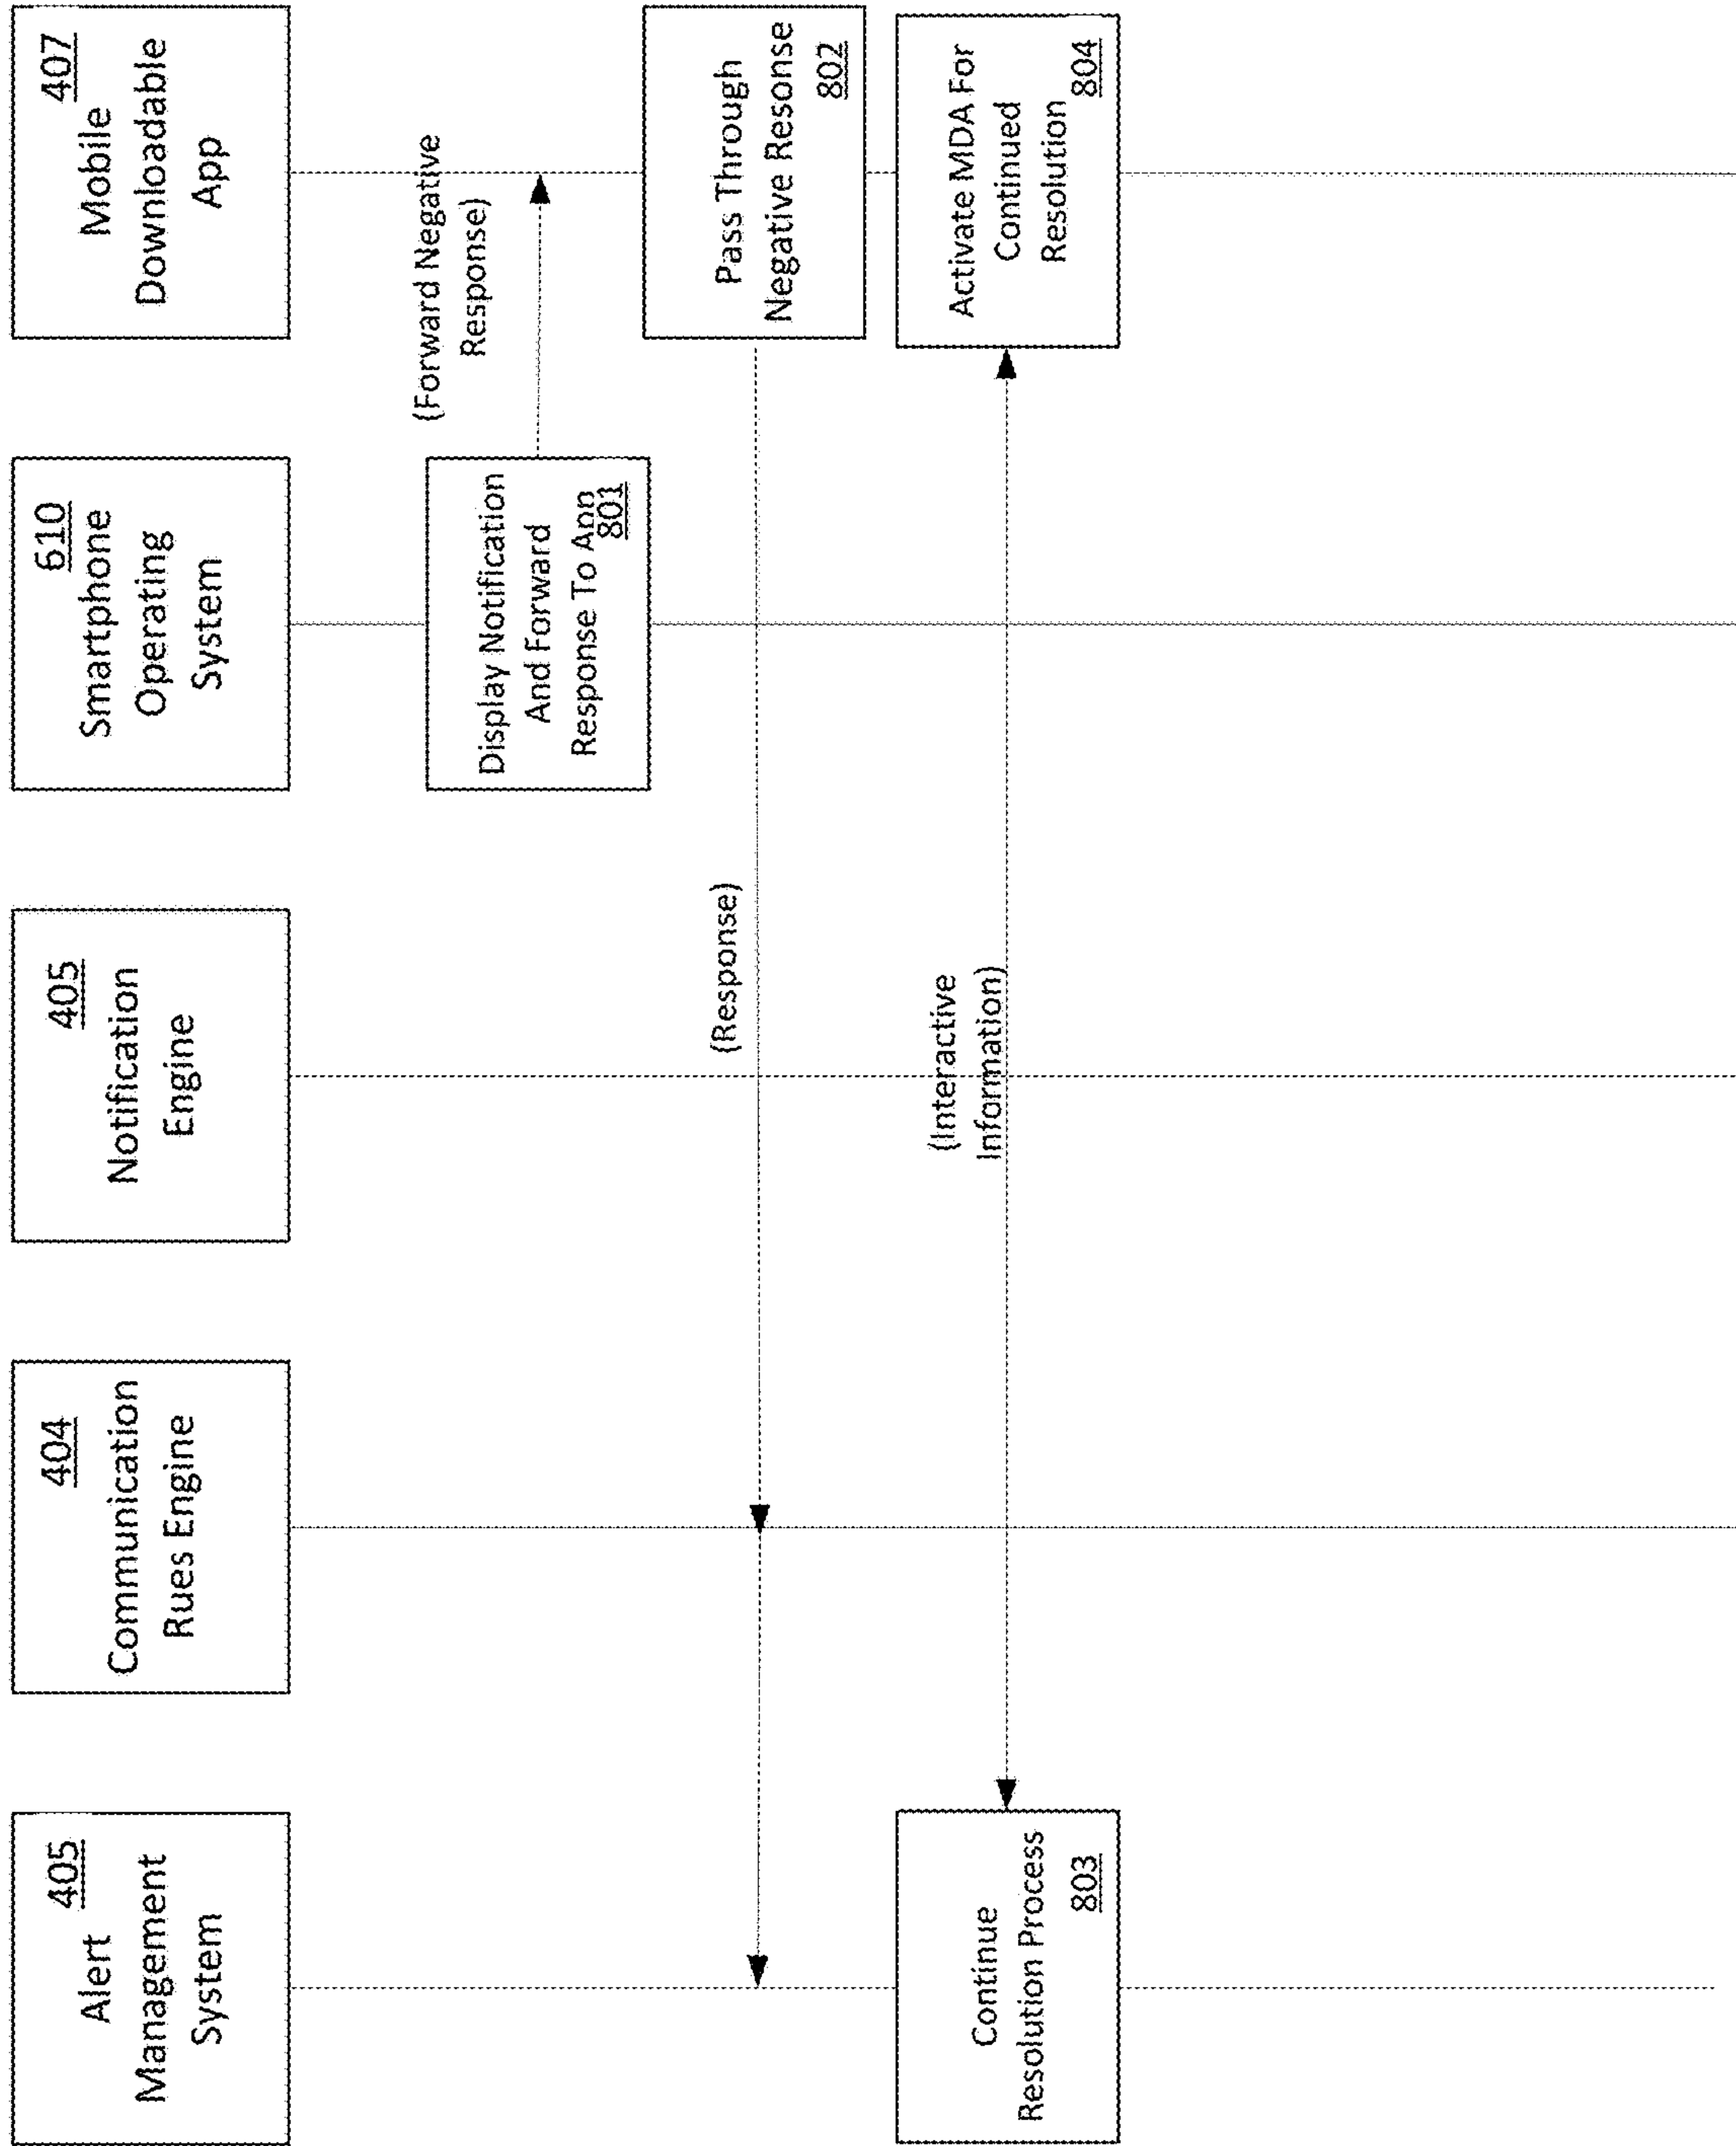 405
Alert
Management
System
404
Communication
Rues Engine
405
Notification
Engine
610
Smartphone
Operating
System
407
Mobile
Downloadable
App
(Forward Negative
Response)
Display Notification
And Forward
Response To App
801
(Response)
Pass Through
Negative Resonse
802
Continue
Resolution Process
803
(Interactive
Information)
Activate MDA For
Continued
Resolution
804